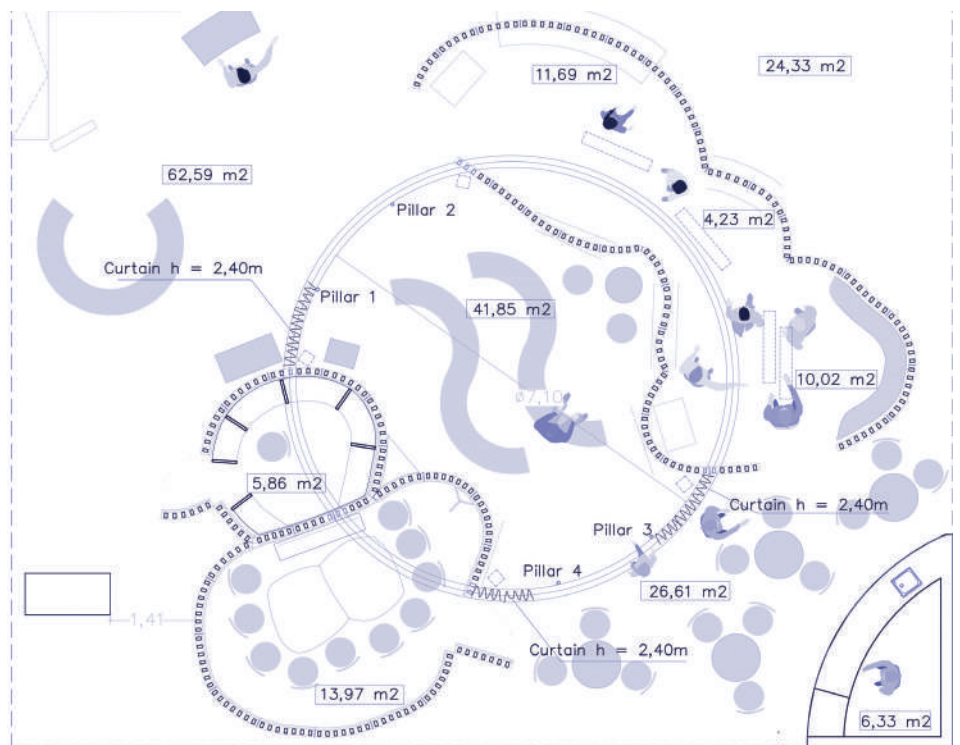 24,33 m2
11,69 m2
62,59 m2
Pillar 2
4,23 m2
Curtain h = 2,40m
Pillar 1
41,85 m2
10,02 m2
ø7,10
5,86 m2
Curtain h = 2,40m
Pillar 3
Pillar 4
26,61 m2
1,41
Curtain h = 2,40m
13,97 m2
6,33 m2